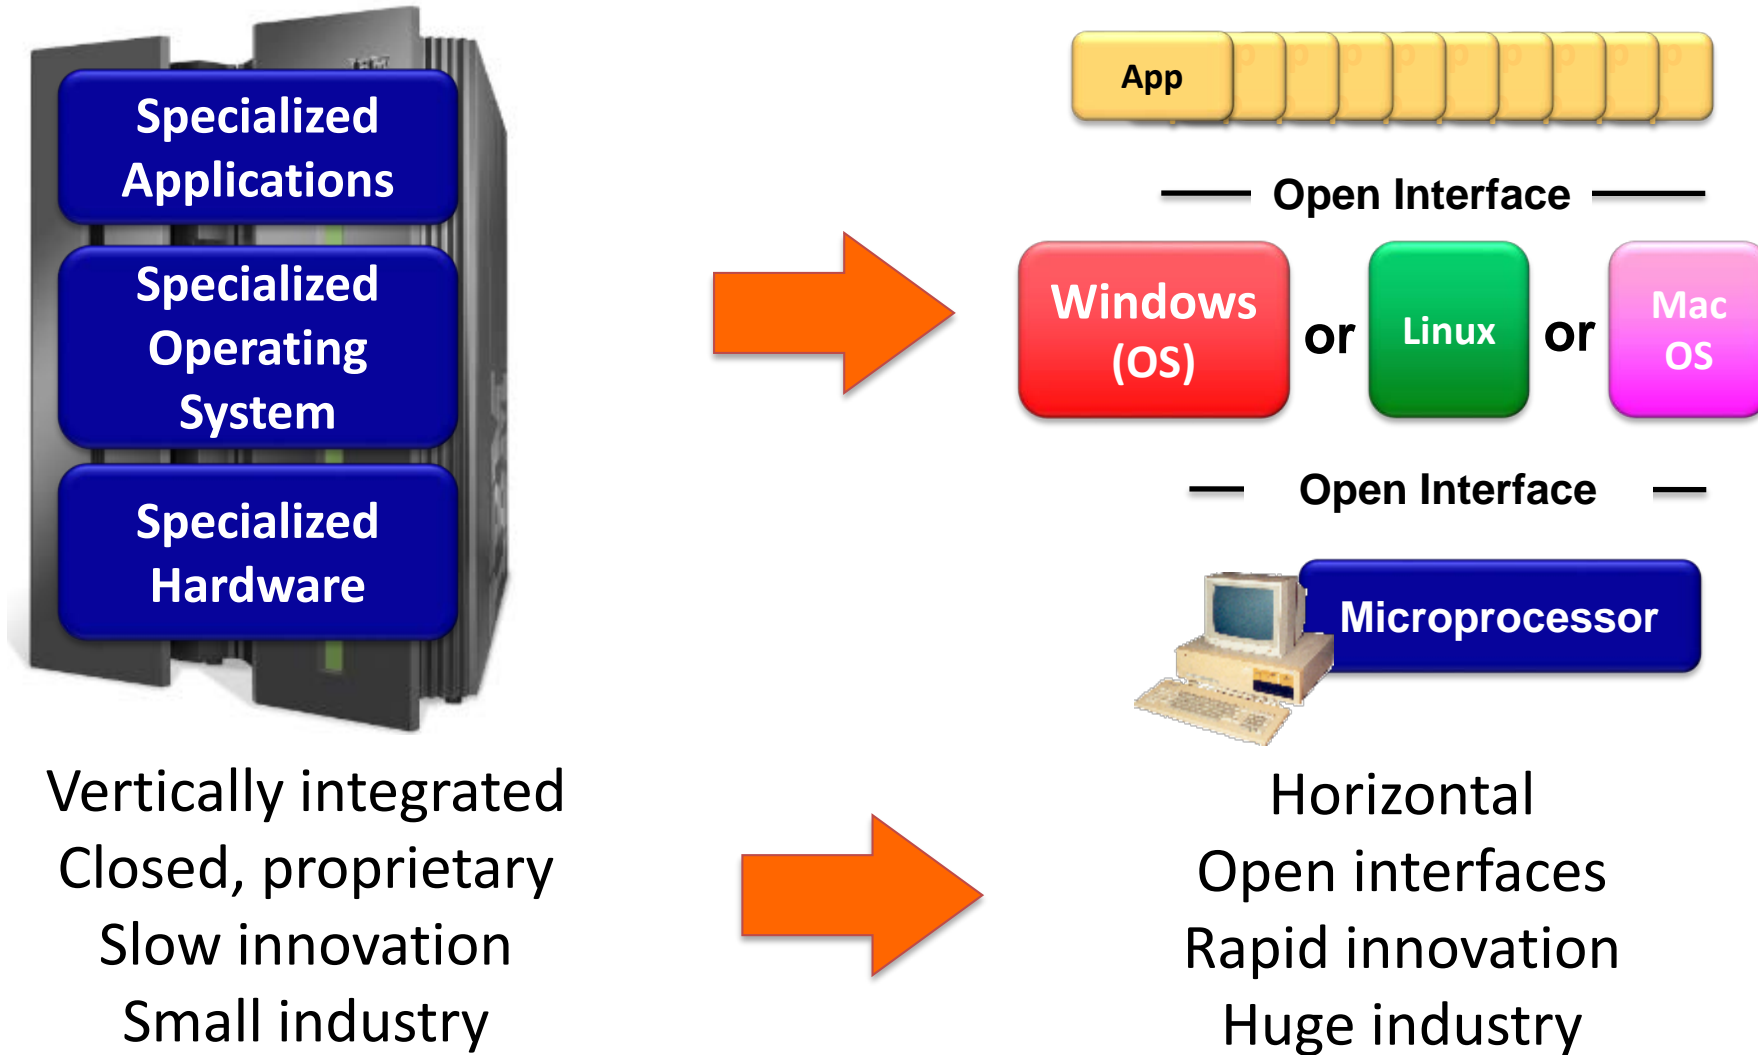 Specialized
Applications
Specialized
Operating
System
Specialized
Hardware
Vertically integrated
Closed, proprietary
Slow innovation
Small industry
App
Open Interface
Windows
(OS)
or
Linux
or
Mac
OS
Open Interface
Microprocessor
Horizontal
Open interfaces
Rapid innovation
Huge industry